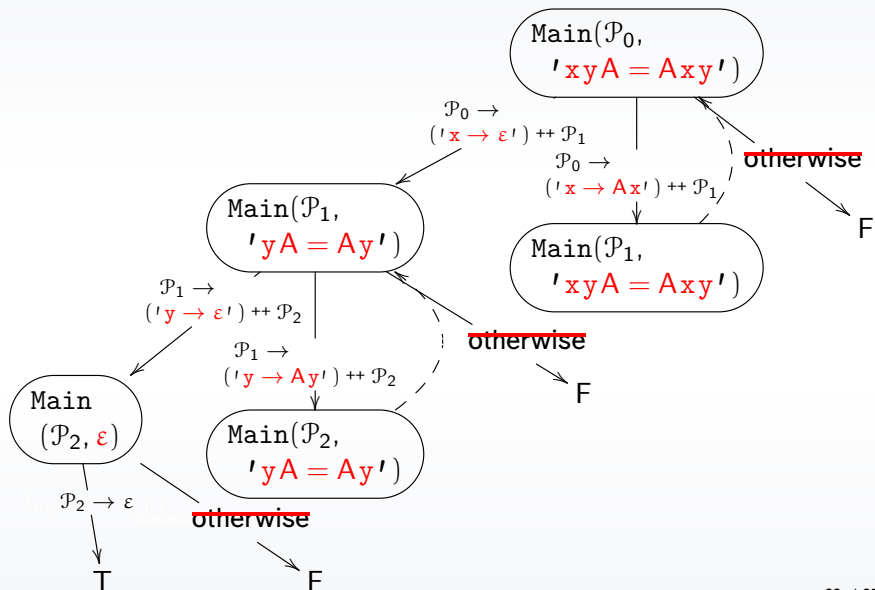 Main(𝒫₀,
'xyA = Axy')
𝒫₀ →
('x → ε') ++ 𝒫₁
𝒫₀ →
('x → Ax') ++ 𝒫₁
otherwise
F
Main(𝒫₁,
'yA = Ay')
Main(𝒫₁,
'xyA = Axy')
𝒫₁ →
('y → ε') ++ 𝒫₂
𝒫₁ →
('y → Ay') ++ 𝒫₂
otherwise
F
Main
(𝒫₂, ε)
Main(𝒫₂,
'yA = Ay')
𝒫₂ → ε
otherwise
T
F